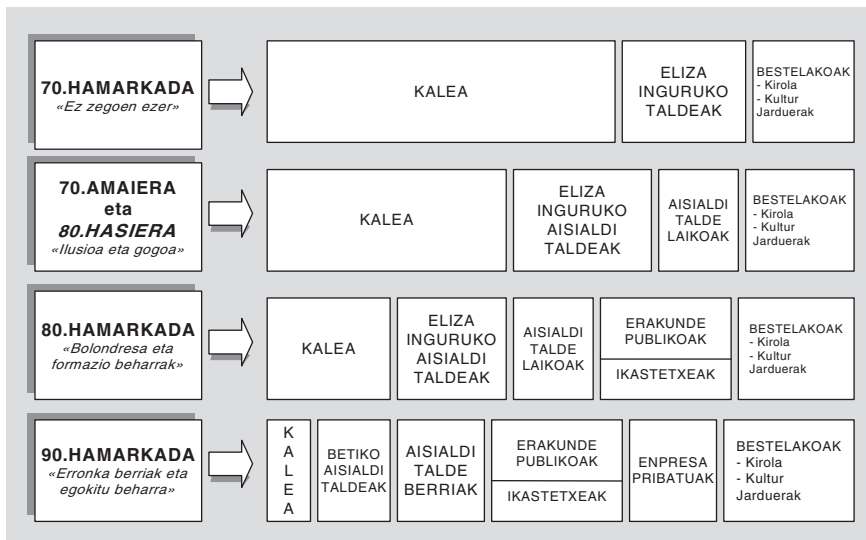 70.HAMARKADA
«Ez zegoen ezer»
KALEA
ELIZA
INGURUKO
TALDEAK
BESTELAKOAK
- Kirola
- Kultur
Jarduerak
70.AMAIERA
eta
80.HASIERA
«Ilusioa eta gogoa»
KALEA
ELIZA
INGURUKO
AISIALDI
TALDEAK
AISIALDI
TALDE
LAIKOAK
BESTELAKOAK
- Kirola
- Kultur
Jarduerak
80.HAMARKADA
«Bolondresa eta
formazio beharrak»
KALEA
ELIZA
INGURUKO
AISIALDI
TALDEAK
AISIALDI
TALDE
LAIKOAK
ERAKUNDE
PUBLIKOAK
IKASTETXEAK
BESTELAKOAK
- Kirola
- Kultur
Jarduerak
90.HAMARKADA
«Erronka berriak eta
egokitu beharra»
K
A
L
E
A
BETIKO
AISIALDI
TALDEAK
AISIALDI
TALDE
BERRIAK
ERAKUNDE
PUBLIKOAK
IKASTETXEAK
ENPRESA
PRIBATUAK
BESTELAKOAK
- Kirola
- Kultur
Jarduerak